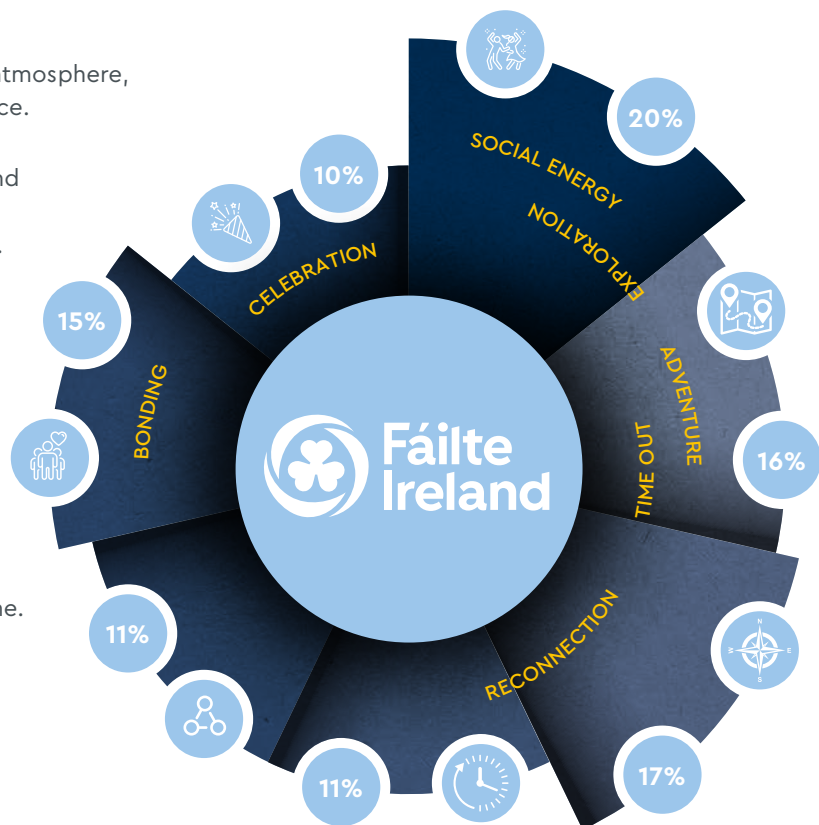 atmosphere,
ce.
nd
ne.
SOCIAL ENERGY
EXPLORATION
20%
ADVENTURE
TIME OUT
16%
N
W E
S
RECONNECTION
17%
11%
11%
BONDING
15%
CELEBRATION
10%
Fáilte
Ireland